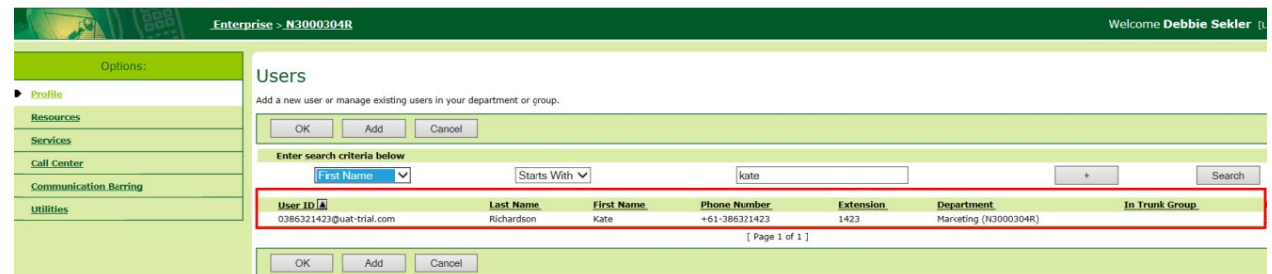 Enterprise > N3000304R Welcome Debbie Sekler
Options:
Profile
Resources
Services
Call Center
Communication Barring
Utilities
Users
Add a new user or manage existing users in your department or group.
OK Add Cancel
Enter search criteria below
First Name Starts With kate + Search
User ID Last Name First Name Phone Number Extension Department In Trunk Group
0386321423@uat-trial.com Richardson Kate +61-386321423 1423 Marketing (N3000304R)
[ Page 1 of 1 ]
OK Add Cancel